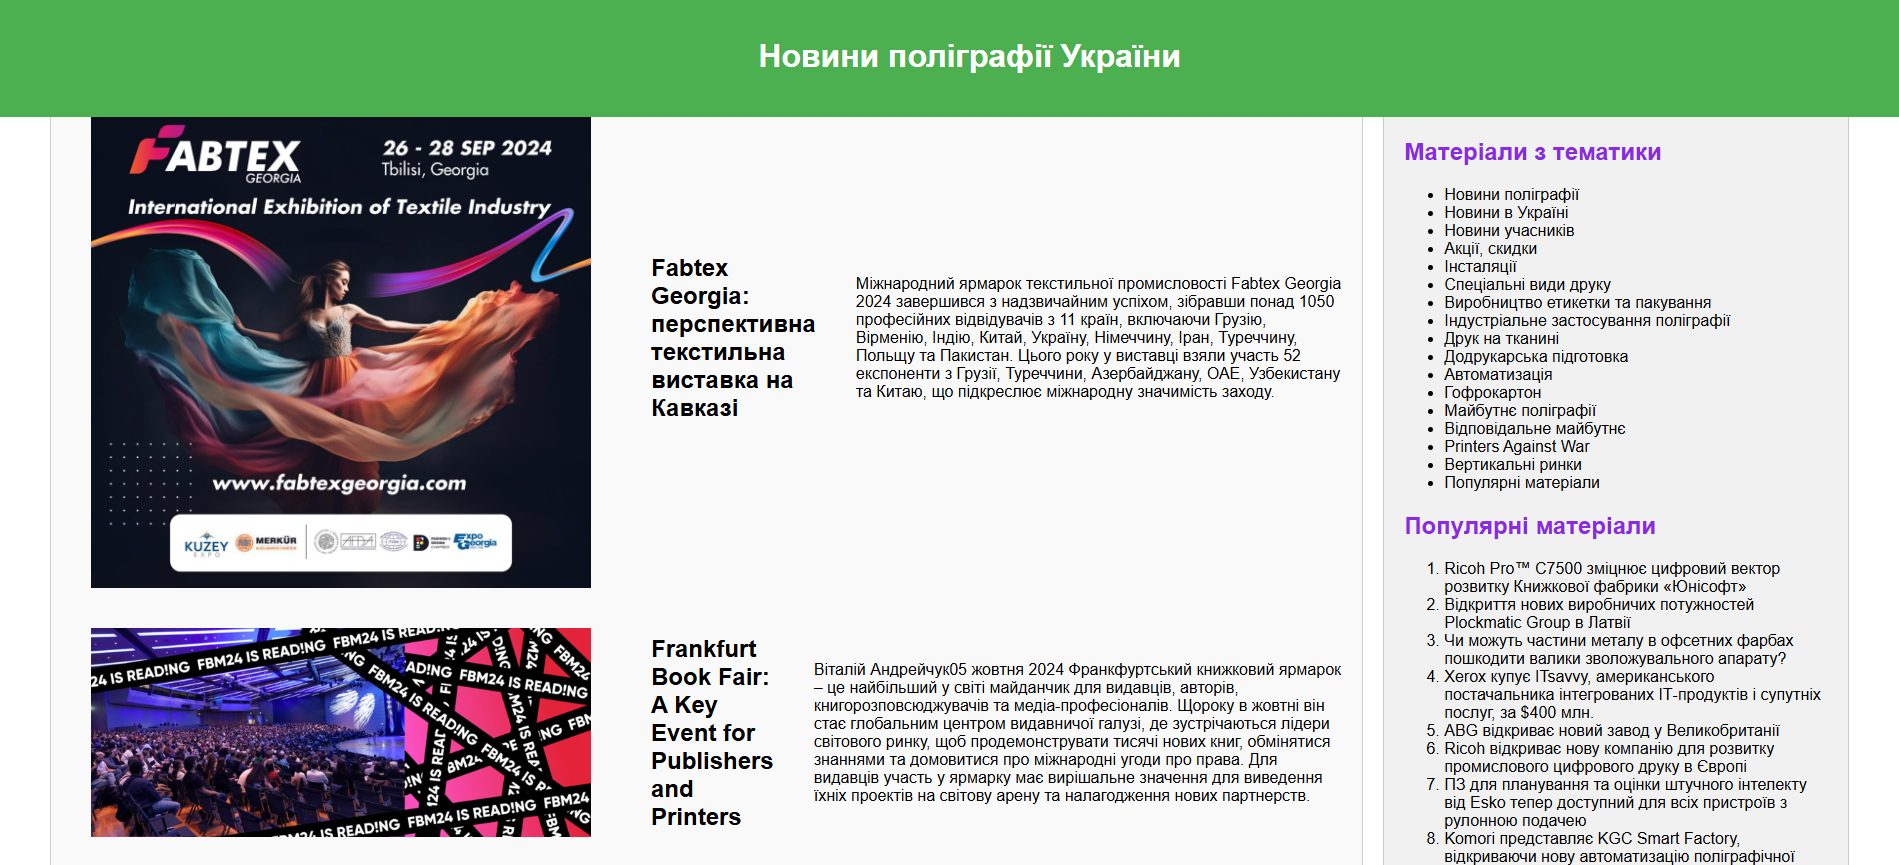 Новини поліграфії України
FABTEX
GEORGIA
26 - 28 SEP 2024
Tbilisi, Georgia
International Exhibition of Textile Industry
www.fabtexgeorgia.com
KUZEY
EXPO
MERKÜR
AFDA
Expo
Georgia
Fabtex
Georgia:
перспективна
текстильна
виставка на
Кавказі
Міжнародний ярмарок текстильної промисловості Fabtex Georgia
2024 завершився з надзвичайним успіхом, зібравши понад 1050
професійних відвідувачів з 11 країн, включаючи Грузію,
Вірменію, Індію, Китай, Україну, Німеччину, Іран, Туреччину,
Польщу та Пакистан. Цього року у виставці взяли участь 52
експоненти з Грузії, Туреччини, Азербайджану, ОАЕ, Узбекистану
та Китаю, що підкреслює міжнародну значимість заходу.
FBM24 IS READ!NG
Frankfurt
Book Fair:
A Key
Event for
Publishers
and
Printers
Віталій Андрейчук05 жовтня 2024 Франкфуртський книжковий ярмарок
– це найбільший у світі майданчик для видавців, авторів,
книгорозповсюджувачів та медіа-професіоналів. Щороку в жовтні він
стає глобальним центром видавничої галузі, де зустрічаються лідери
світового ринку, щоб продемонструвати тисячі нових книг, обмінятися
знаннями та домовитися про міжнародні угоди про права. Для
видавців участь у ярмарку має вирішальне значення для виведення
їхніх проектів на світову арену та налагодження нових партнерств.
Матеріали з тематики
• Новини поліграфії
• Новини в Україні
• Новини учасників
• Акції, скидки
• Інсталяції
• Спеціальні види друку
• Виробництво етикетки та пакування
• Індустріальне застосування поліграфії
• Друк на тканині
• Додрукарська підготовка
• Автоматизація
• Гофрокартон
• Майбутнє поліграфії
• Відповідальне майбутнє
• Printers Against War
• Вертикальні ринки
• Популярні матеріали
Популярні матеріали
1. Ricoh Pro™ C7500 зміцнює цифровий вектор
розвитку Книжкової фабрики «Юнісофт»
2. Відкриття нових виробничих потужностей
Plockmatic Group в Латвії
3. Чи можуть частини металу в офсетних фарбах
пошкодити валики зволожувального апарату?
4. Xerox купує ITsavvy, американського
постачальника інтегрованих ІТ-продуктів і супутніх
послуг, за $400 млн.
5. ABG відкриває новий завод у Великобританії
6. Ricoh відкриває нову компанію для розвитку
промислового цифрового друку в Європі
7. ПЗ для планування та оцінки штучного інтелекту
від Esko тепер доступний для всіх пристроїв з
рулонною подачею
8. Komori представляє KGC Smart Factory,
відкриваючи нову автоматизацію поліграфічної